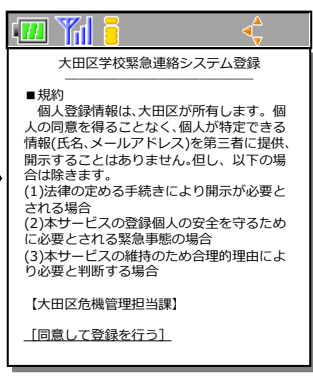 大田区学校緊急連絡システム登録
■規約
個人登録情報は、大田区が所有します。個
人の同意を得ることなく、個人が特定できる
情報(氏名、メールアドレス)を第三者に提供、
開示することはありません。但し、以下の場
合は除きます。
(1)法律の定める手続きにより開示が必要と
される場合
(2)本サービスの登録個人の安全を守るため
に必要とされる緊急事態の場合
(3)本サービスの維持のため合理的理由によ
り必要と判断する場合
【大田区危機管理担当課】
［同意して登録を行う］